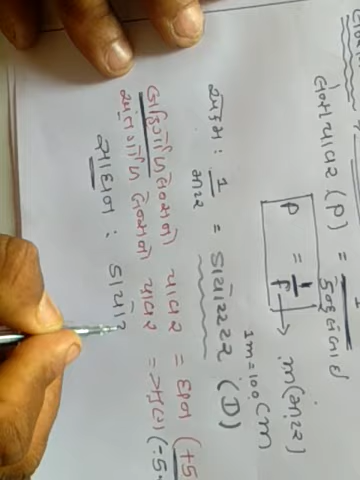 લેન્સપાવર (P) = 1
કેન્દ્રલંબાઈ
P = 1
F → m (મીટર)
1m = 100 cm
એકમ : 1
મીટર = ડાયોપ્ટર (D)
બહિર્ગોળ લેન્સનો પાવર = ધન (+5
અંતર્ગોળ લેન્સનો પાવર = ઋણ (-5
સાધન : ડાયોટ